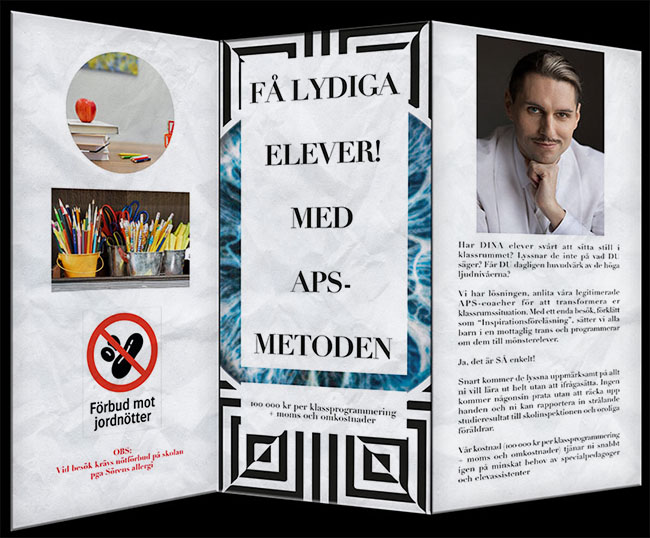 Förbud mot
jordnötter
OBS:
Vid besök krävs nötförbud på skolan
pga Sörens allergi
FÅ LYDIGA
ELEVER!
MED
APS-
METODEN
100 000 kr per klassprogrammering
+ moms och omkostnader
Har DINA elever svårt att sitta still i
klassrummet? Lyssnar de inte på vad DU
säger? Får DU dagligen huvudvärk av de höga
ljudnivåerna?
Vi har lösningen, anlita våra legitimerade
APS-coacher för att transformera er
klassrumssituation. Med ett enda besök, förklätt
som "Inspirationsföreläsning", sätter vi alla
barn i en mottaglig trans och programmerar
om dem till mönsterelever.
Ja, det är SÅ enkelt!
Snart kommer de lyssna uppmärksamt på allt
ni vill lära ut helt utan att ifrågasätta. Ingen
kommer någonsin prata utan att räcka upp
handen och ni kan rapportera in strålande
studieresultat till skolinspektionen och oroliga
föräldrar.
Vår kostnad (100 000 kr per klassprogrammering
+ moms och omkostnader) tjänar ni snabbt
igen på minskat behov av specialpedagoger
och elevassistenter